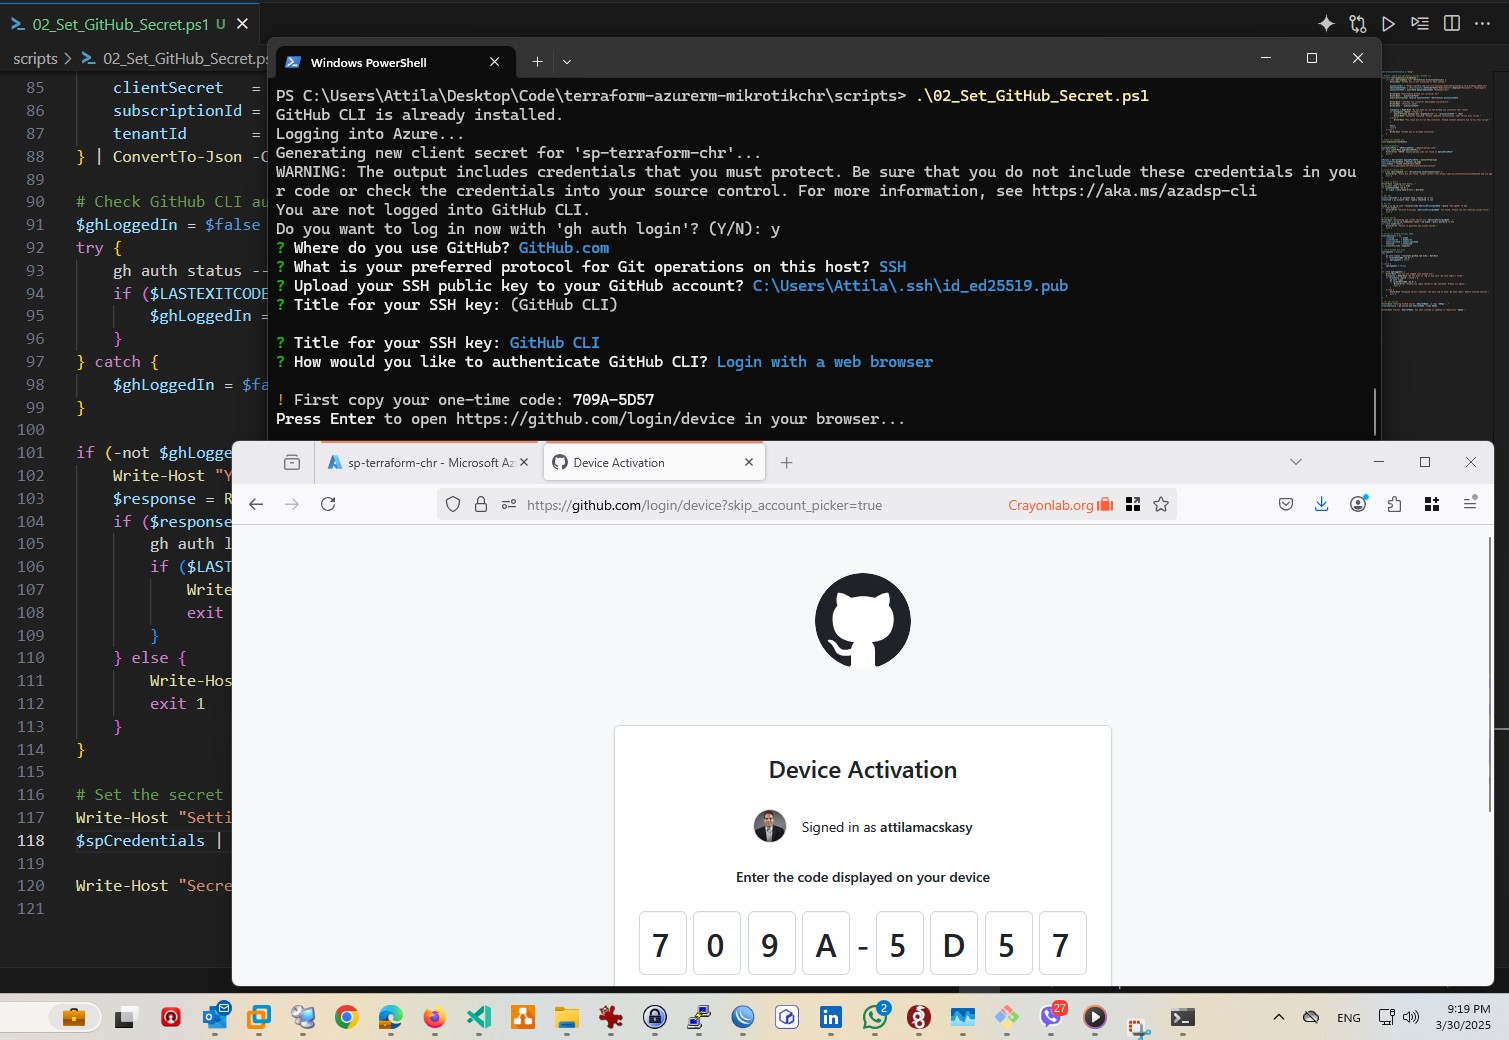 02_Set_GitHub_Secret.ps1 U
scripts > 02_Set_GitHub_Secret.ps
85 clientSecret =
86 subscriptionId =
87 tenantId =
88 } | ConvertTo-Json -C
89
90 # Check GitHub CLI au
91 $ghLoggedIn = $false
92 try {
93 gh auth status --
94 if ($LASTEXITCODE
95 $ghLoggedIn =
96 }
97 } catch {
98 $ghLoggedIn = $fa
99 }
100
101 if (-not $ghLogge
102 Write-Host "Y
103 $response = R
104 if ($response
105 gh auth l
106 if ($LAST
107 Write
108 exit
109 }
110 } else {
111 Write-Hos
112 exit 1
113 }
114 }
115
116 # Set the secret
117 Write-Host "Setti
118 $spCredentials |
119
120 Write-Host "Secre
121
Windows PowerShell
PS C:\Users\Attila\Desktop\Code\terraform-azurerm-mikrotikchr\scripts> .\02_Set_GitHub_Secret.ps1
GitHub CLI is already installed.
Logging into Azure...
Generating new client secret for 'sp-terraform-chr'...
WARNING: The output includes credentials that you must protect. Be sure that you do not include these credentials in you
r code or check the credentials into your source control. For more information, see https://aka.ms/azadsp-cli
You are not logged into GitHub CLI.
Do you want to log in now with 'gh auth login'? (Y/N): y
? Where do you use GitHub? GitHub.com
? What is your preferred protocol for Git operations on this host? SSH
? Upload your SSH public key to your GitHub account? C:\Users\Attila\.ssh\id_ed25519.pub
? Title for your SSH key: (GitHub CLI)
? Title for your SSH key: GitHub CLI
? How would you like to authenticate GitHub CLI? Login with a web browser
! First copy your one-time code: 709A-5D57
Press Enter to open https://github.com/login/device in your browser...
sp-terraform-chr - Microsoft Az
Device Activation
https://github.com/login/device?skip_account_picker=true
Crayonlab.org
Device Activation
Signed in as attilamacskasy
Enter the code displayed on your device
7 0 9 A - 5 D 5 7
2
27
ENG
9:19 PM
3/30/2025